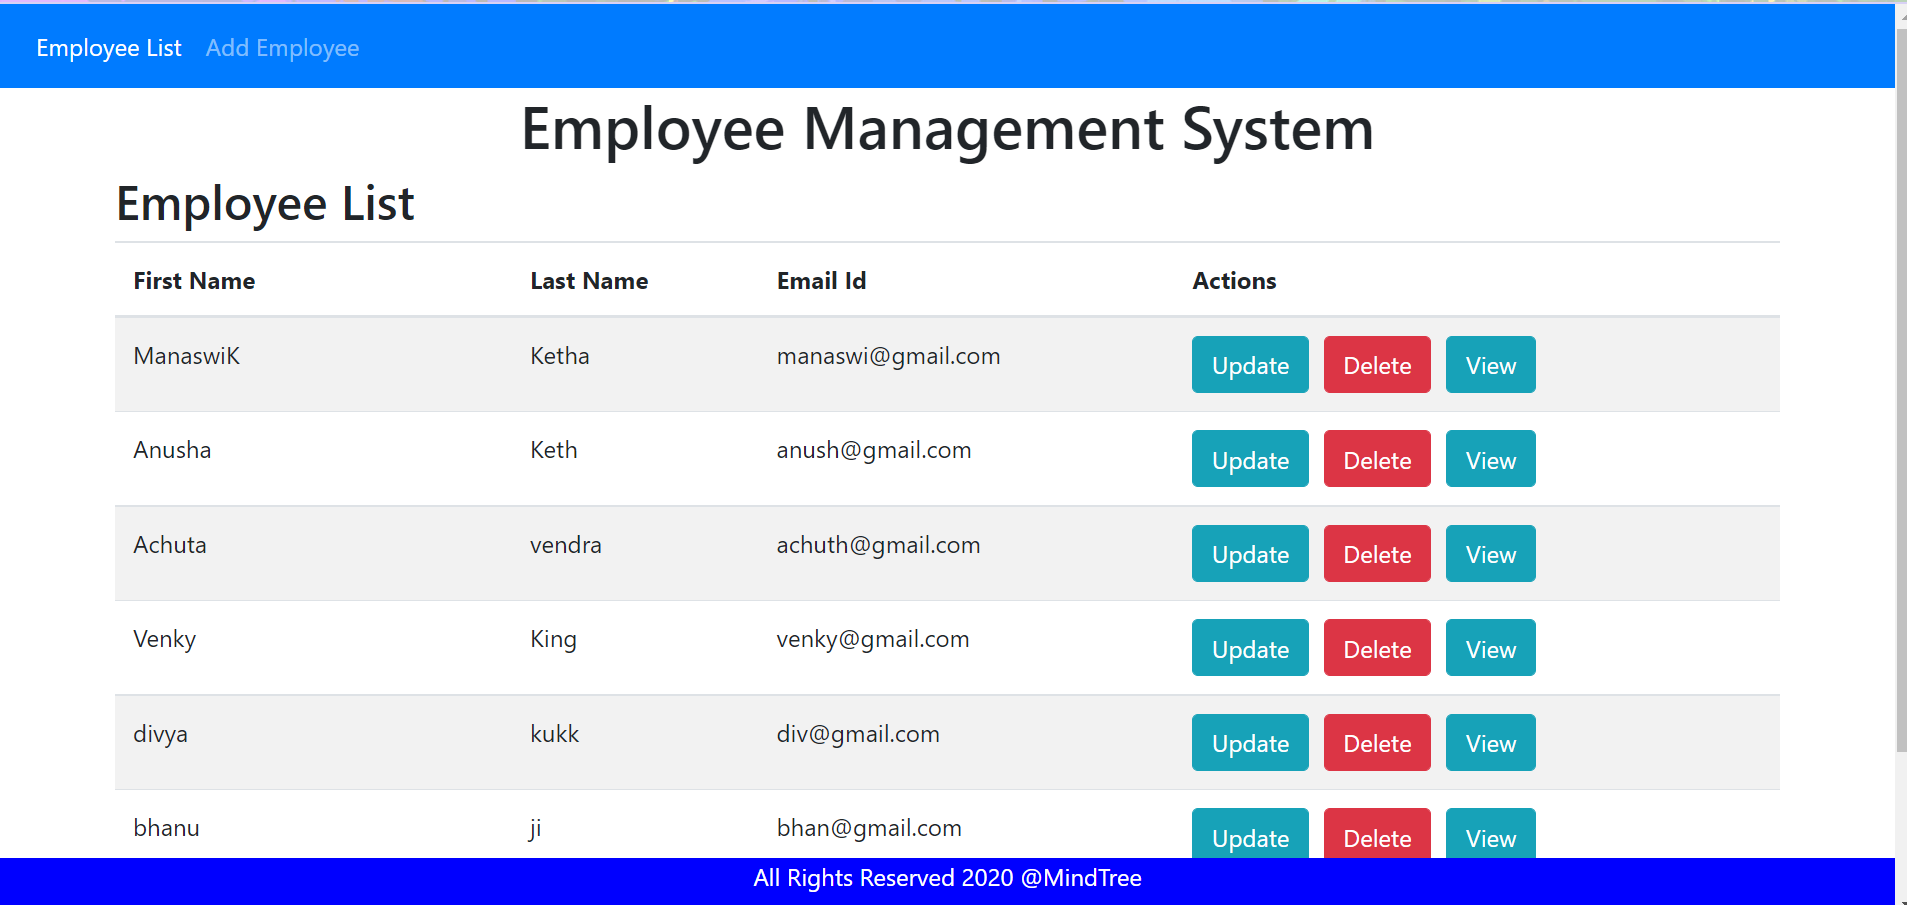 Employee List Add Employee
Employee Management System
Employee List
First Name Last Name Email Id Actions
ManaswiK Ketha manaswi@gmail.com Update Delete View
Anusha Keth anush@gmail.com Update Delete View
Achuta vendra achuth@gmail.com Update Delete View
Venky King venky@gmail.com Update Delete View
divya kukk div@gmail.com Update Delete View
bhanu ji bhan@gmail.com Update Delete View
All Rights Reserved 2020 @MindTree